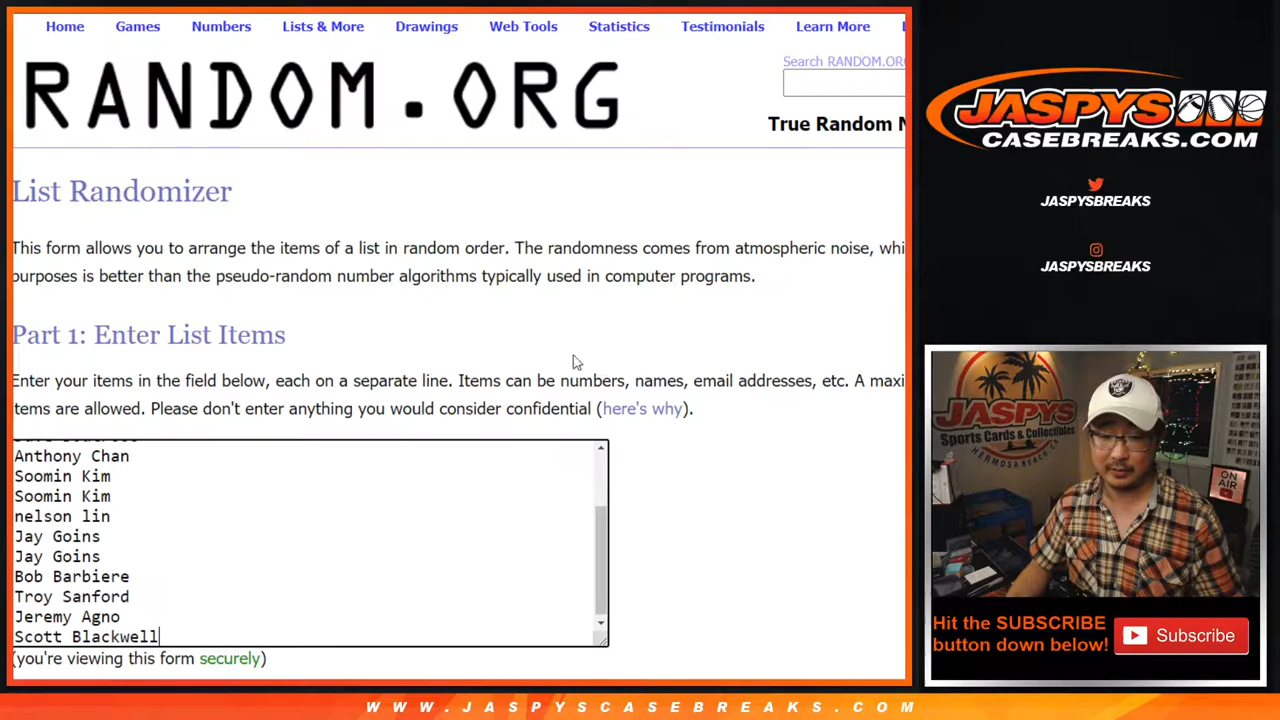 Home Games Numbers Lists & More Drawings Web Tools Statistics Testimonials Learn More
RANDOM.ORG
Search RANDOM.OR
True Random
List Randomizer
This form allows you to arrange the items of a list in random order. The randomness comes from atmospheric noise, whi
purposes is better than the pseudo-random number algorithms typically used in computer programs.
Part 1: Enter List Items
Enter your items in the field below, each on a separate line. Items can be numbers, names, email addresses, etc. A maxi
items are allowed. Please don't enter anything you would consider confidential (here's why).
Anthony Chan
Soomin Kim
Soomin Kim
nelson lin
Jay Goins
Jay Goins
Bob Barbiere
Troy Sanford
Jeremy Agno
Scott Blackwell
(you're viewing this form securely)
JASPYS
CASEBREAKS.COM
JASPYSBREAKS
JASPYSBREAKS
JASPYS
Sports Cards & Collectibles
HERMOSA BEACH CA
ON AIR
Hit the SUBSCRIBE
button down below!
Subscribe
WWW.JASPYSCASEBREAKS.COM